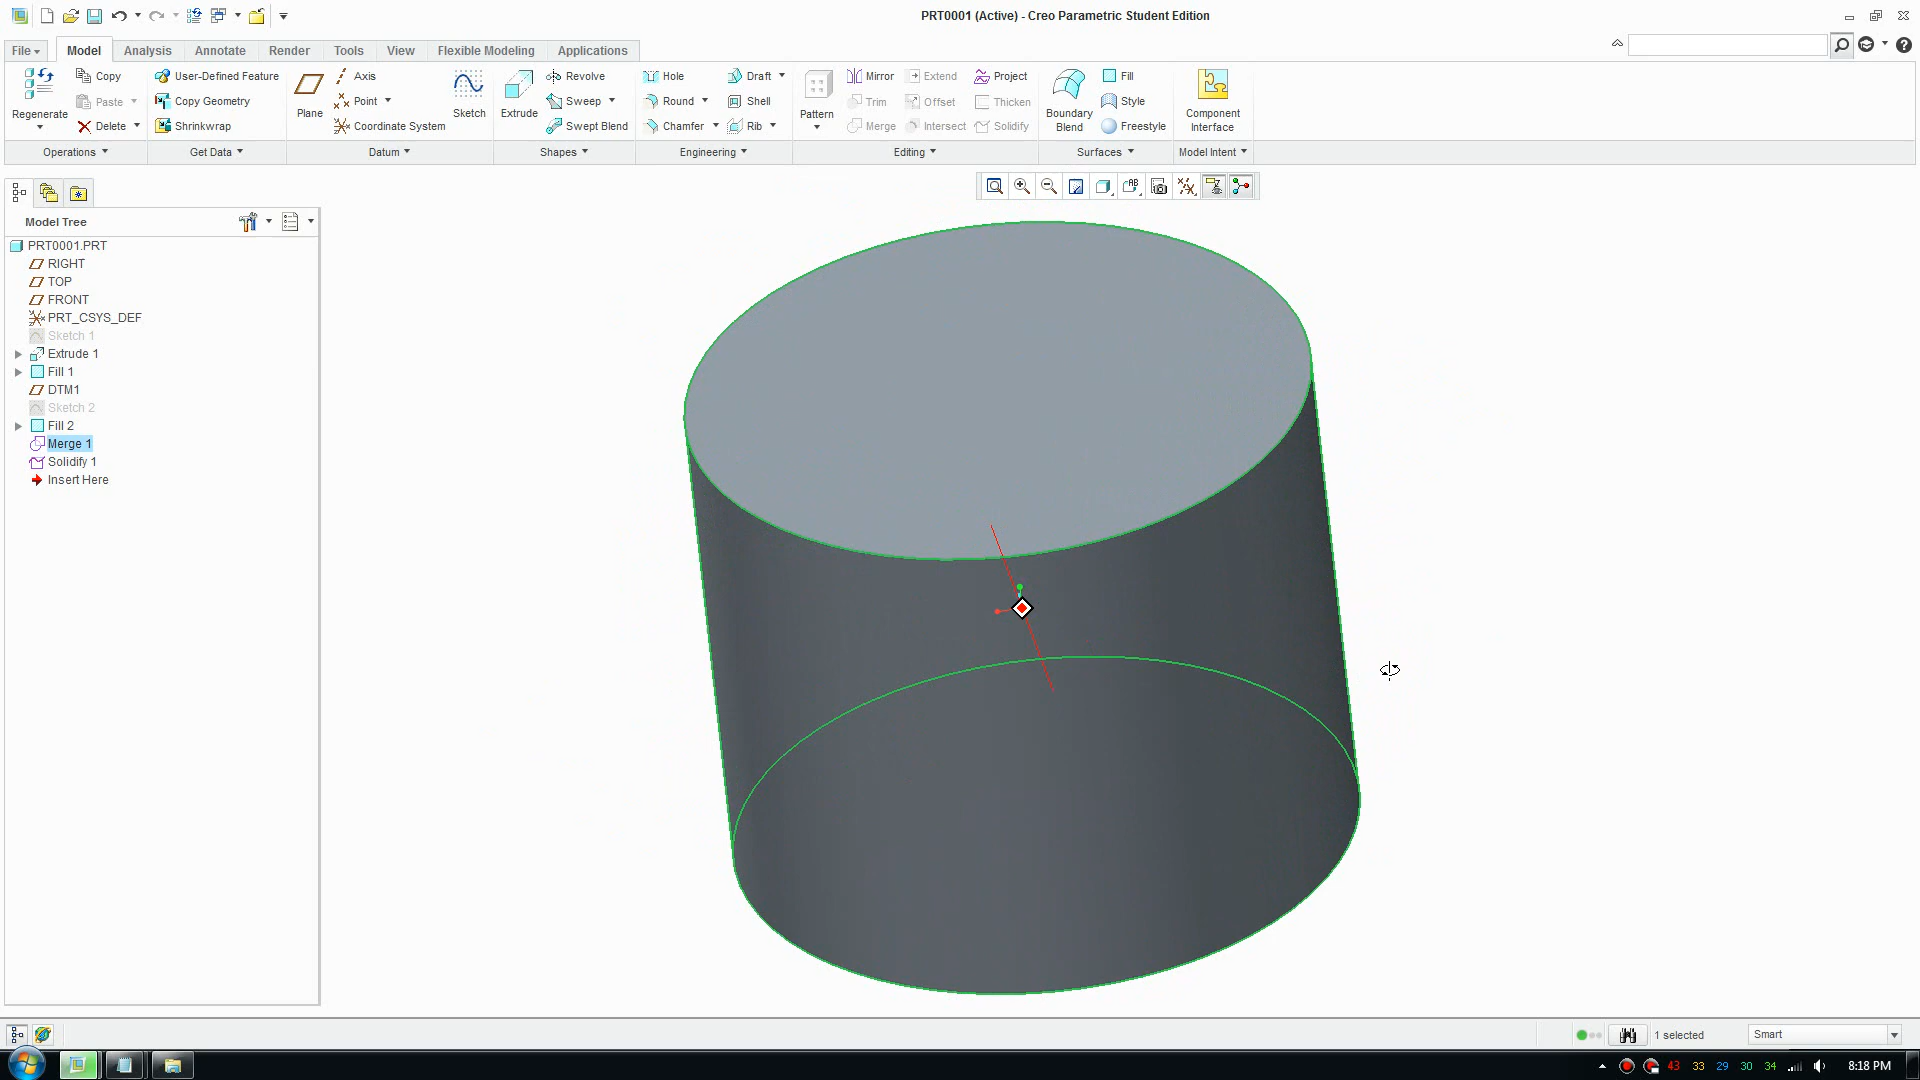 PRT0001 (Active) - Creo Parametric Student Edition
File Model Analysis Annotate Render Tools View Flexible Modeling Applications
Regenerate
Copy
Paste
Delete
Operations
User-Defined Feature
Copy Geometry
Shrinkwrap
Get Data
Plane
Axis
Point
Coordinate System
Sketch
Datum
Extrude
Revolve
Sweep
Swept Blend
Shapes
Hole
Round
Chamfer
Draft
Shell
Rib
Engineering
Pattern
Mirror
Trim
Merge
Extend
Offset
Intersect
Project
Thicken
Solidify
Editing
Boundary
Blend
Fill
Style
Freestyle
Surfaces
Component
Interface
Model Intent
Model Tree
PRT0001.PRT
RIGHT
TOP
FRONT
PRT_CSYS_DEF
Sketch 1
Extrude 1
Fill 1
DTM1
Sketch 2
Fill 2
Merge 1
Solidify 1
Insert Here
1 selected
Smart
43 33 29 30 34
8:18 PM